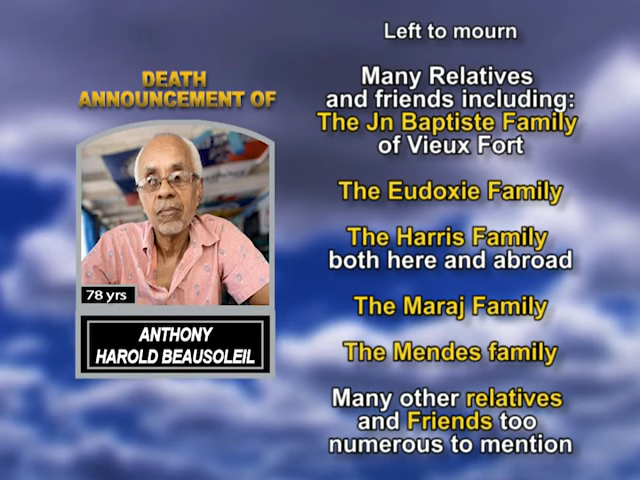 DEATH
ANNOUNCEMENT OF
78 yrs
ANTHONY
HAROLD BEAUSOLEIL
Left to mourn
Many Relatives
and friends including:
The Jn Baptiste Family
of Vieux Fort
The Eudoxie Family
The Harris Family
both here and abroad
The Maraj Family
The Mendes family
Many other relatives
and Friends too
numerous to mention